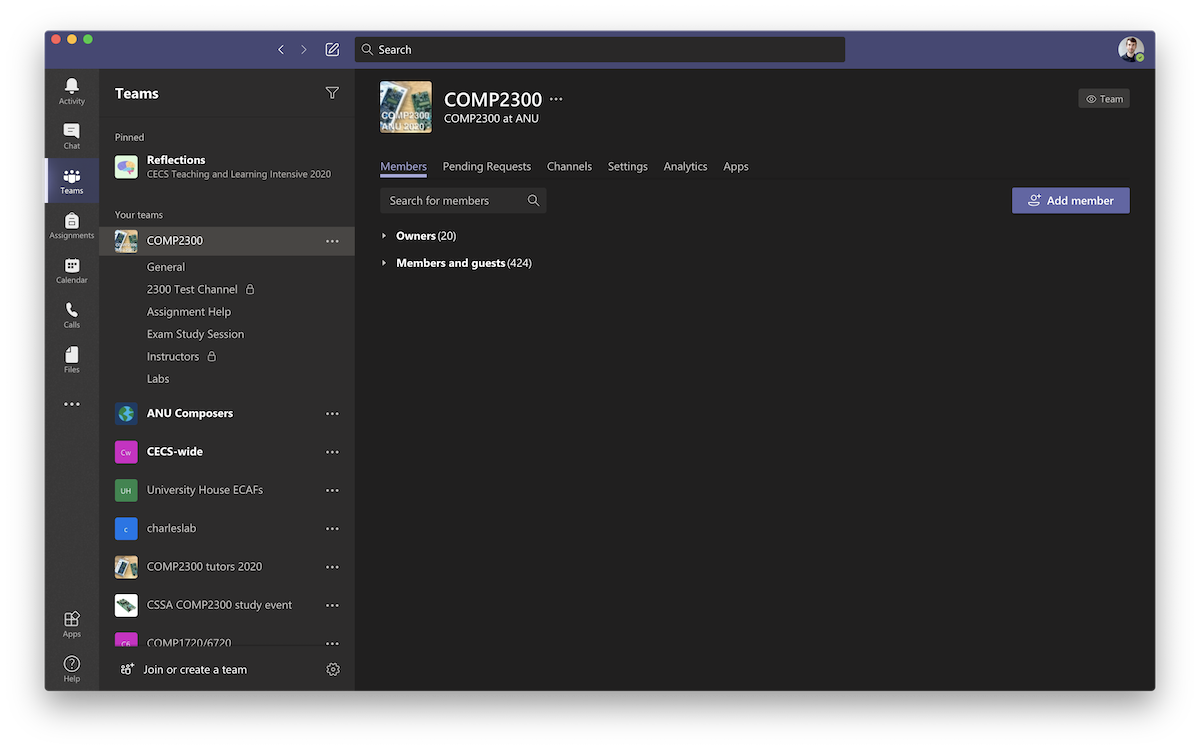 Search
Activity
Chat
Teams
Assignments
Calendar
Calls
Files
Apps
Help
Teams
Pinned
Reflections
CECS Teaching and Learning Intensive 2020
Your teams
COMP2300
General
2300 Test Channel
Assignment Help
Exam Study Session
Instructors
Labs
ANU Composers
Cw CECS-wide
UH University House ECAFs
c charleslab
COMP2300 tutors 2020
CSSA COMP2300 study event
C6 COMP1720/6720
Join or create a team
COMP2300
ANU 2020
COMP2300 ...
COMP2300 at ANU
Team
Members Pending Requests Channels Settings Analytics Apps
Search for members
Add member
Owners (20)
Members and guests (424)